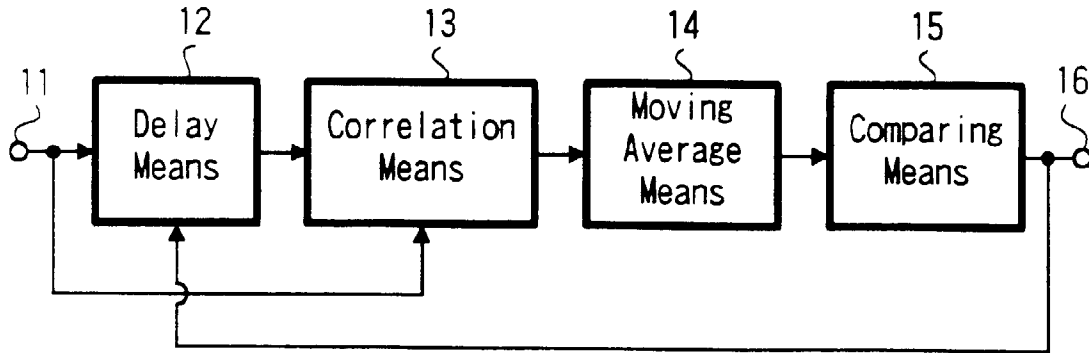 12
13
14
15
11
16
Delay
Means
Correlation
Means
Moving
Average
Means
Comparing
Means